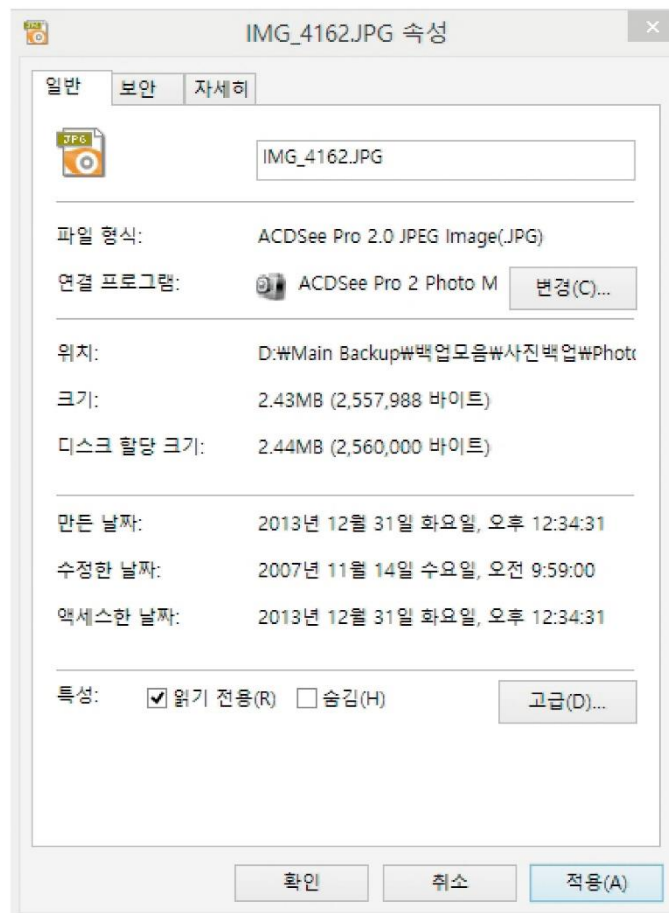 IMG_4162.JPG 속성
일반 보안 자세히
JPG
IMG_4162.JPG
파일 형식: ACDSee Pro 2.0 JPEG Image(.JPG)
연결 프로그램: ACDSee Pro 2 Photo M 변경(C)...
위치: D:₩Main Backup₩백업모음₩사진백업₩Photo
크기: 2.43MB (2,557,988 바이트)
디스크 할당 크기: 2.44MB (2,560,000 바이트)
만든 날짜: 2013년 12월 31일 화요일, 오후 12:34:31
수정한 날짜: 2007년 11월 14일 수요일, 오전 9:59:00
액세스한 날짜: 2013년 12월 31일 화요일, 오후 12:34:31
특성: 읽기 전용(R) 숨김(H) 고급(D)...
확인 취소 적용(A)